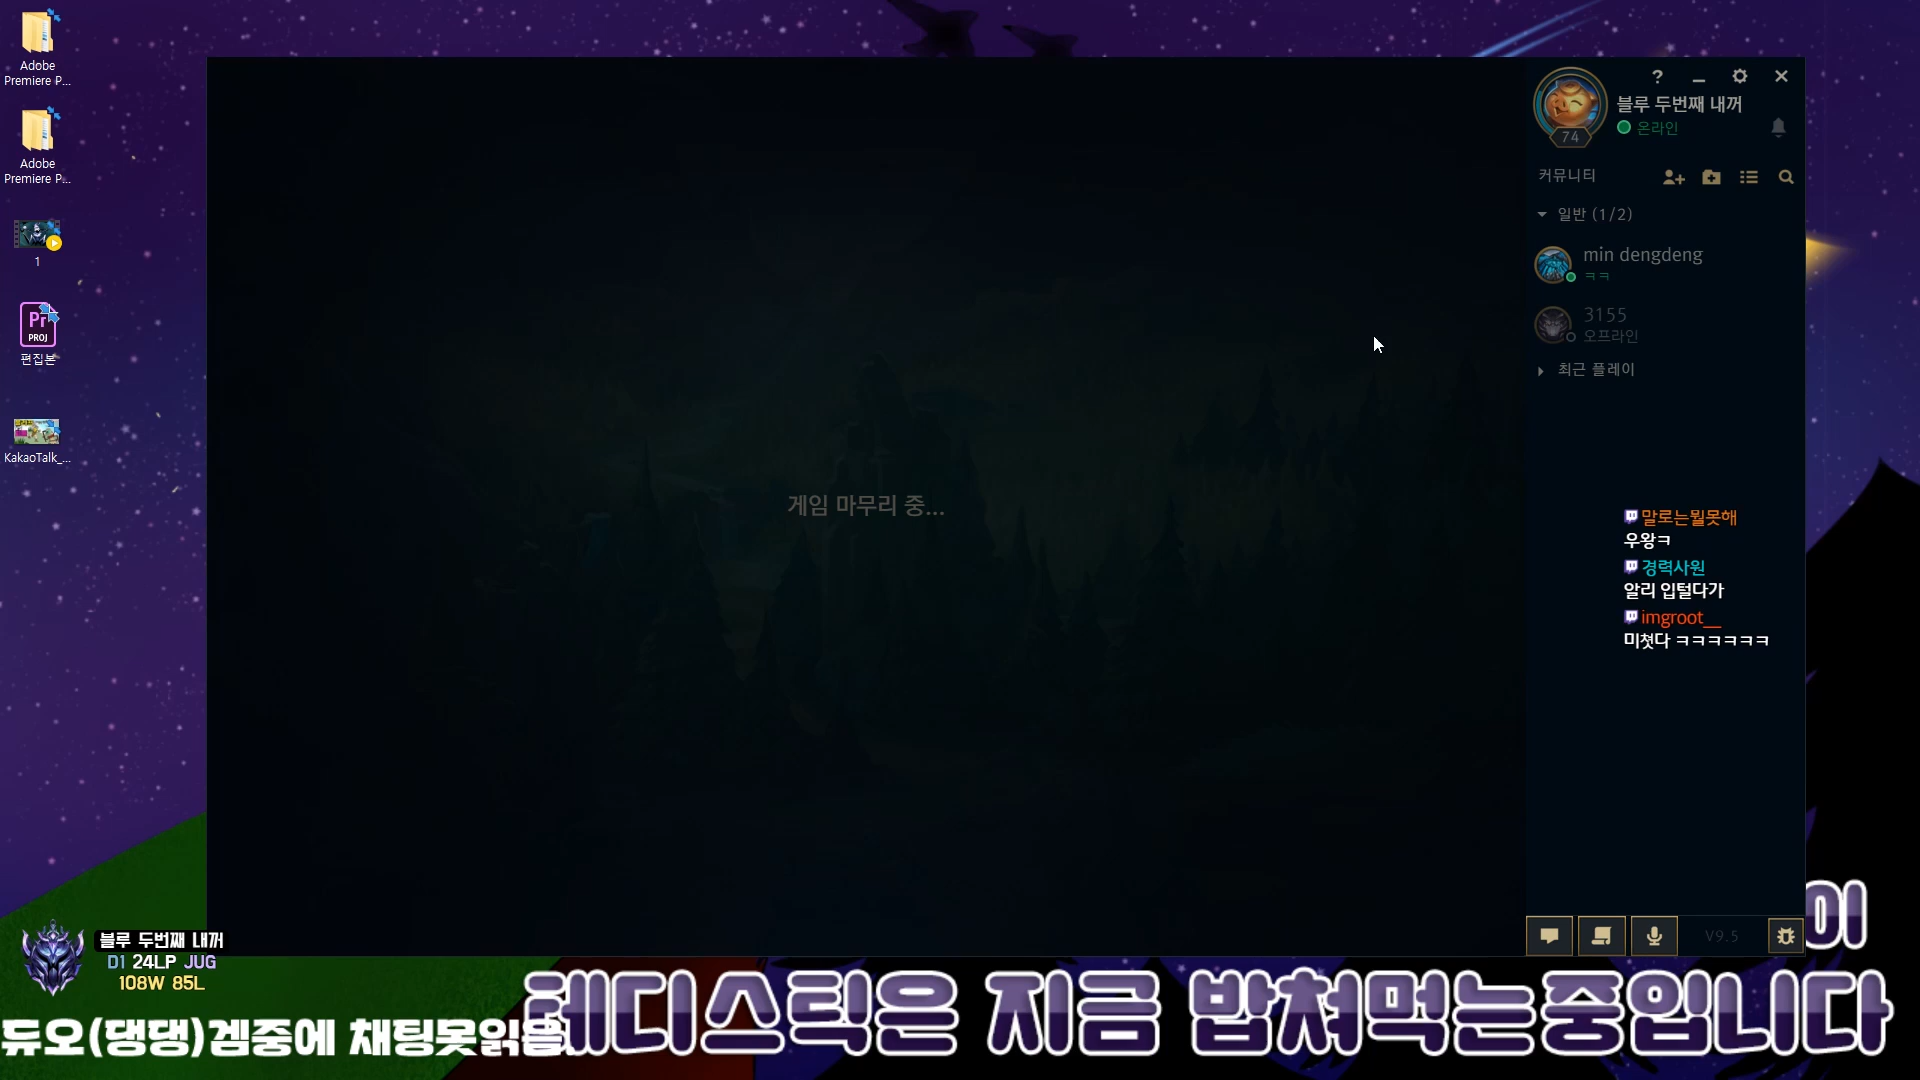 Adobe
Premiere P...
Adobe
Premiere P...
1
Pr
PROJ
편집본
KakaoTalk_...
?
블루 두번째 내꺼
온라인
74
커뮤니티
일반 (1/2)
min dengdeng
ㅋㅋ
3155
오프라인
최근 플레이
게임 마무리 중...
말로는뭘못해
우왕ㅋ
경력사원
알리 입털다가
imgroot__
미쳤다 ㅋㅋㅋㅋㅋㅋ
V9.5
블루 두번째 내꺼
D1 24LP JUG
108W 85L
이
테디스틱은 지금 밥쳐먹는중입니다
듀오(댕댕)겜중에 채팅못읽음.